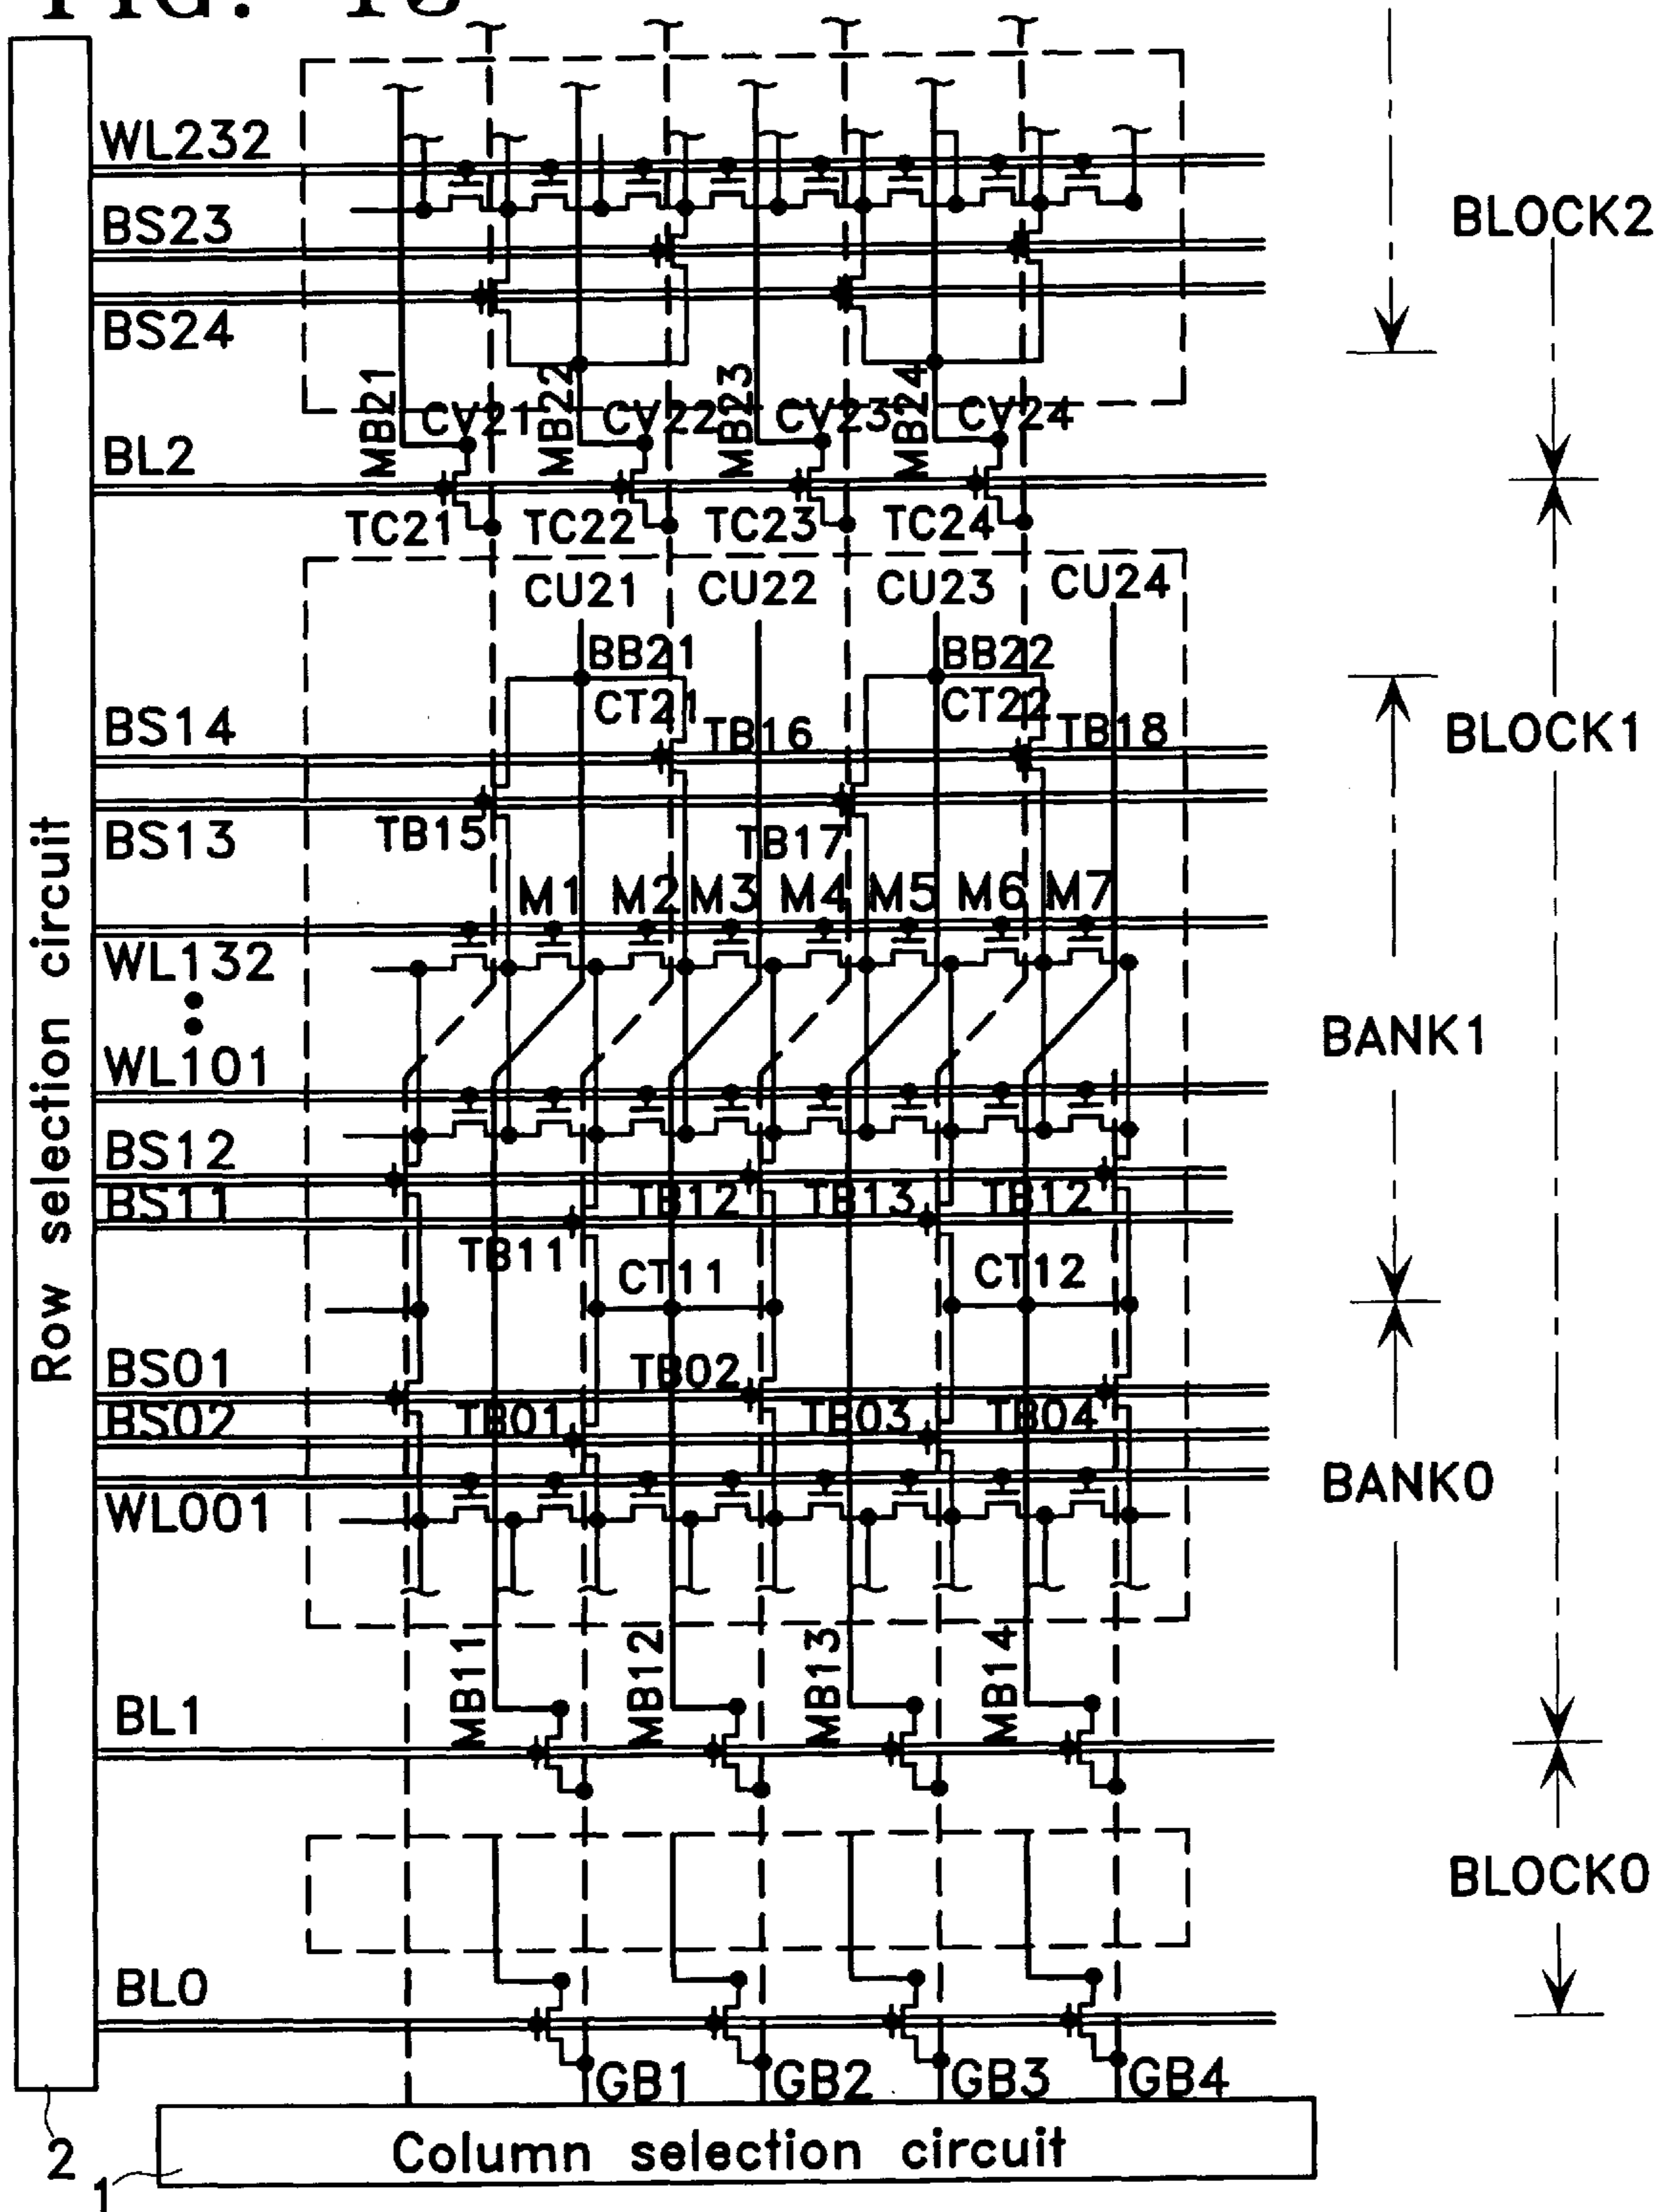 FIG. 15
WL232
BS23
BLOCK2
BS24
MB21
CV21
MB22
CV22
MB23
CV23
MB24
CV24
BL2
TC21
TC22
TC23
TC24
CU21
CU22
CU23
CU24
BB21
BB22
CT21
CT22
BS14
TB16
TB18
BLOCK1
BS13
TB15
TB17
M1
M2
M3
M4
M5
M6
M7
WL132
BANK1
WL101
BS12
BS11
TB12
TB13
TB12
TB11
CT11
CT12
BS01
TB02
BS02
TB01
TB03
TB04
BANK0
WL001
MB11
MB12
MB13
MB14
BL1
BLOCK0
BL0
GB1
GB2
GB3
GB4
Row selection circuit
Column selection circuit
2
1